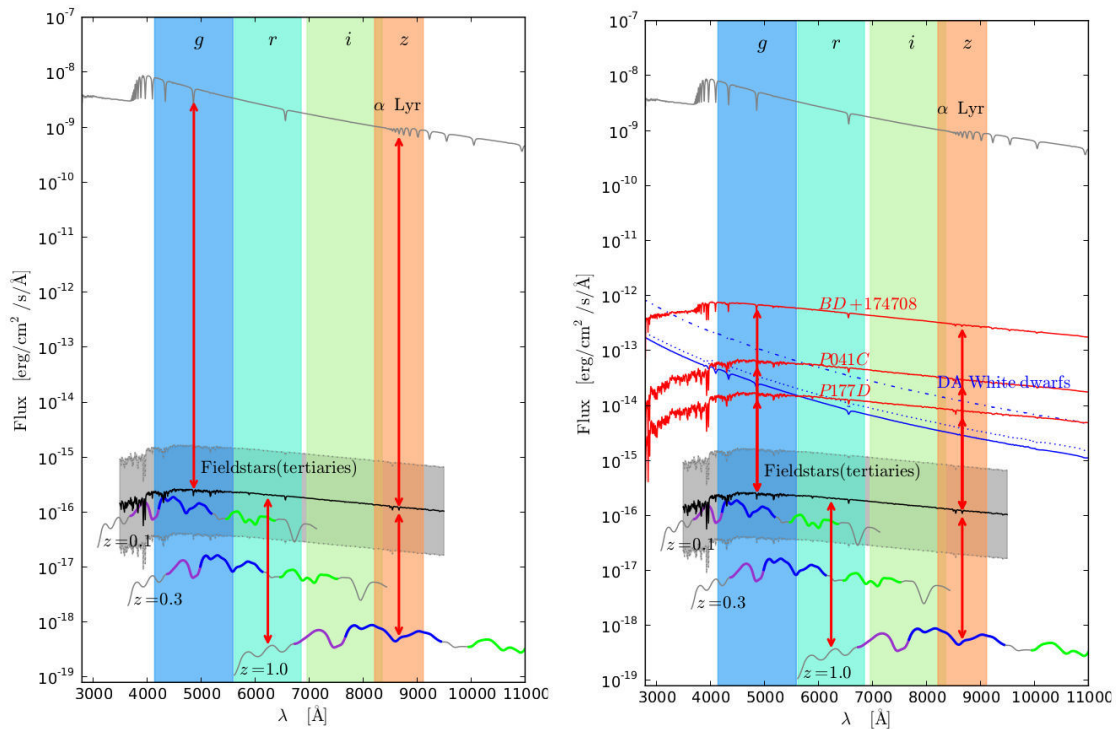 g r i z
10^-7
10^-8
10^-9
10^-10
10^-11
10^-12
10^-13
10^-14
10^-15
10^-16
10^-17
10^-18
10^-19
Flux [erg/cm^2 /s/Å]
α Lyr
Fieldstars(tertiaries)
z=0.1
z=0.3
z=1.0
3000 4000 5000 6000 7000 8000 9000 10000 1100
λ [Å]
g r i z
10^-7
10^-8
10^-9
10^-10
10^-11
10^-12
10^-13
10^-14
10^-15
10^-16
10^-17
10^-18
10^-19
Flux [erg/cm^2 /s/Å]
α Lyr
BD+174708
P041C
DA White dwarfs
P177D
Fieldstars(tertiaries)
z=0.1
z=0.3
z=1.0
3000 4000 5000 6000 7000 8000 9000 10000 1100
λ [Å]